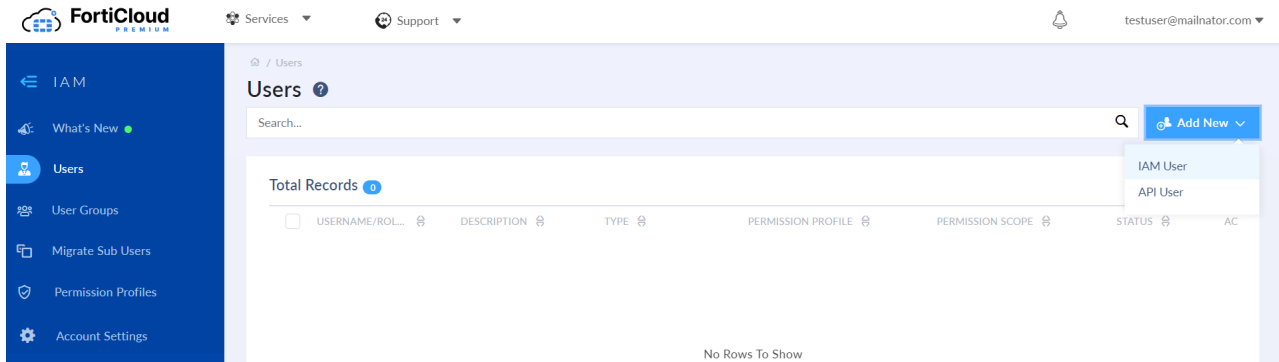 FortiCloud
PREMIUM
Services
24
Support
testuser@mailnator.com
IAM
What's New
Users
User Groups
Migrate Sub Users
Permission Profiles
Account Settings
/ Users
Users ?
Search...
Add New
IAM User
API User
Total Records 0
USERNAME/ROL... DESCRIPTION TYPE PERMISSION PROFILE PERMISSION SCOPE STATUS AC
No Rows To Show